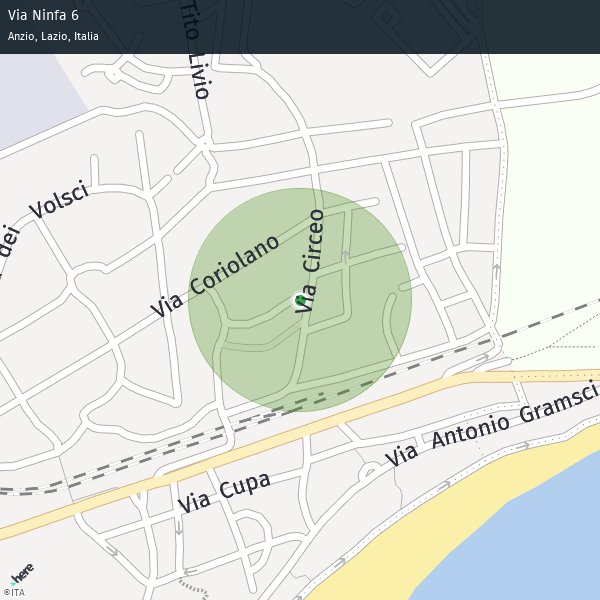 Via Ninfa 6
Anzio, Lazio, Italia
Tito Livio
dei Volsci
Via Coriolano
Via Circeo
Via Antonio Gramsci
Via Cupa
here
©ITA